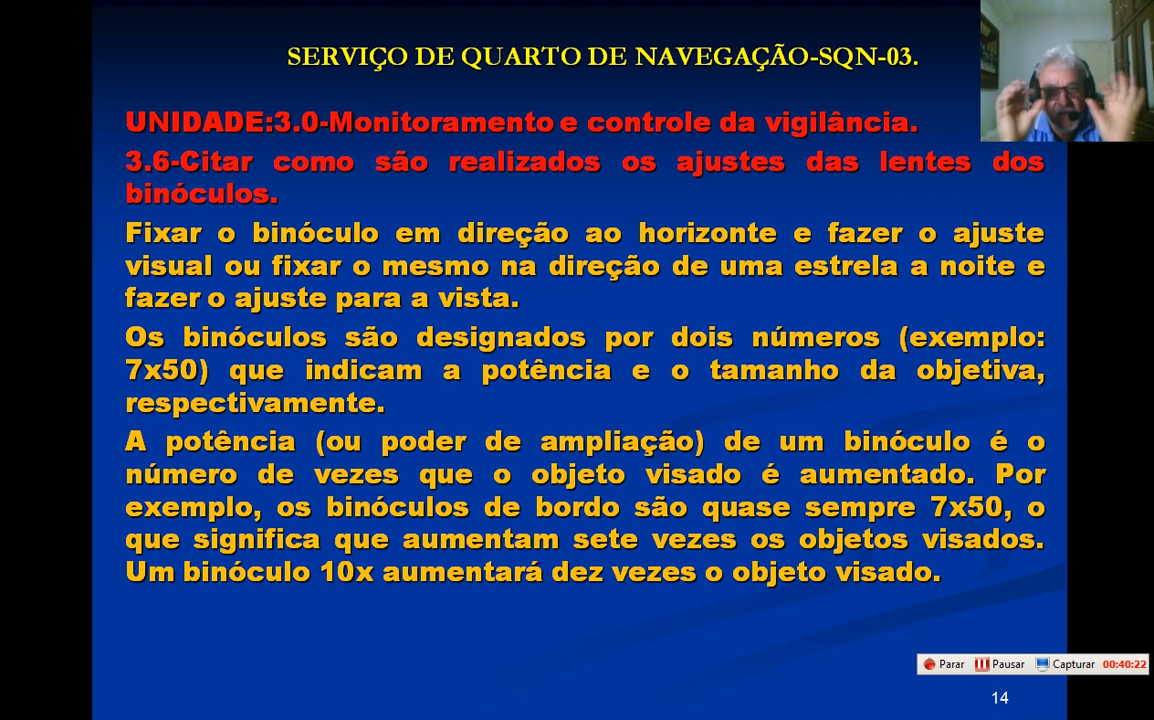 SERVIÇO DE QUARTO DE NAVEGAÇÃO-SQN-03.
UNIDADE:3.0-Monitoramento e controle da vigilância.
3.6-Citar como são realizados os ajustes das lentes dos
binóculos.
Fixar o binóculo em direção ao horizonte e fazer o ajuste
visual ou fixar o mesmo na direção de uma estrela a noite e
fazer o ajuste para a vista.
Os binóculos são designados por dois números (exemplo:
7x50) que indicam a potência e o tamanho da objetiva,
respectivamente.
A potência (ou poder de ampliação) de um binóculo é o
número de vezes que o objeto visado é aumentado. Por
exemplo, os binóculos de bordo são quase sempre 7x50, o
que significa que aumentam sete vezes os objetos visados.
Um binóculo 10x aumentará dez vezes o objeto visado.
Parar Pausar Capturar 00:40:22
14